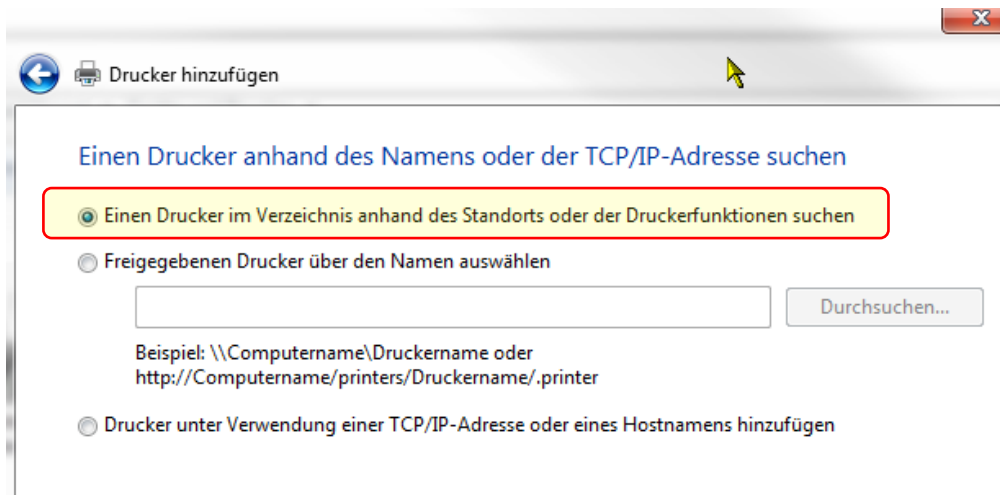 Drucker hinzufügen
Einen Drucker anhand des Namens oder der TCP/IP-Adresse suchen
Einen Drucker im Verzeichnis anhand des Standorts oder der Druckerfunktionen suchen
Freigegebenen Drucker über den Namen auswählen
Durchsuchen...
Beispiel: \\Computername\Druckername oder
http://Computername/printers/Druckername/.printer
Drucker unter Verwendung einer TCP/IP-Adresse oder eines Hostnamens hinzufügen